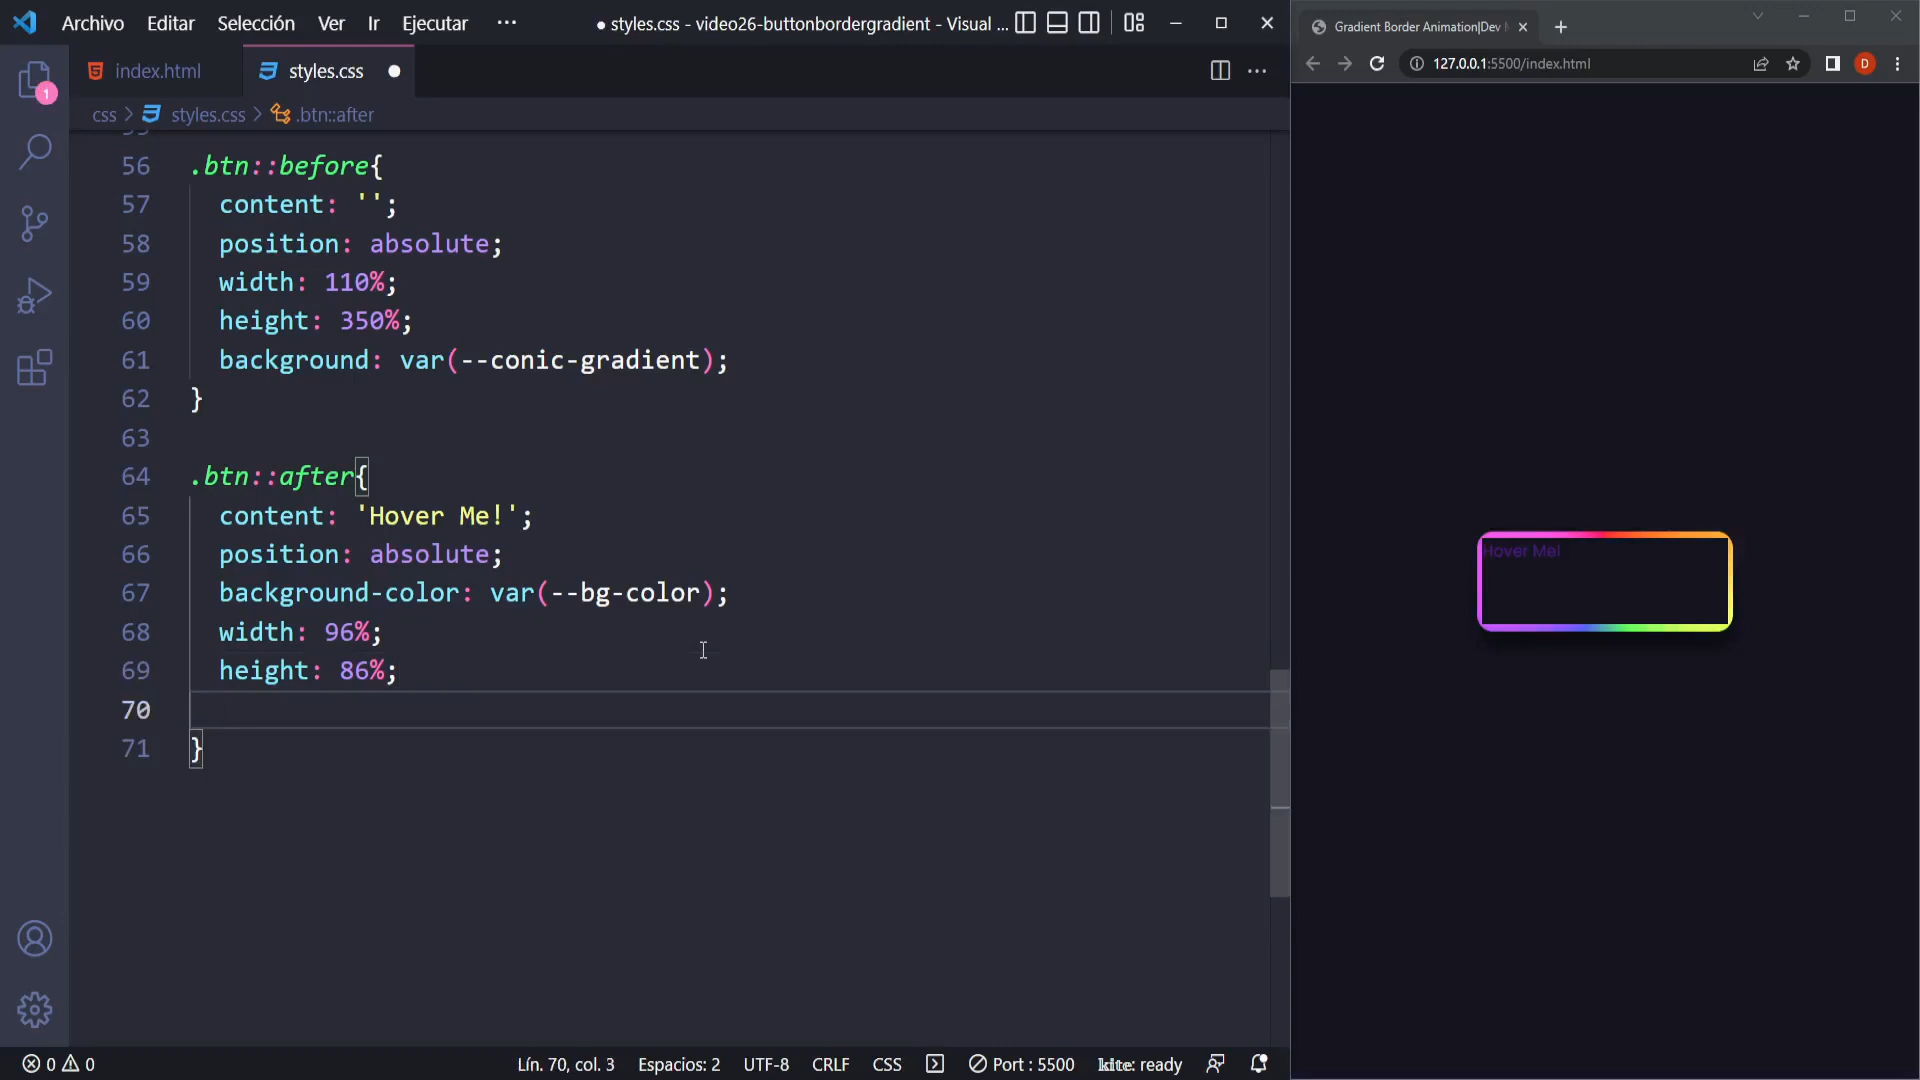 Archivo Editar Selección Ver Ir Ejecutar ··· ● styles.css - video26-buttonbordergradient - Visual ...
index.html styles.css ●
1
css > styles.css > .btn::after
56 .btn::before{
57 content: '';
58 position: absolute;
59 width: 110%;
60 height: 350%;
61 background: var(--conic-gradient);
62 }
63
64 .btn::after{
65 content: 'Hover Me!';
66 position: absolute;
67 background-color: var(--bg-color);
68 width: 96%;
69 height: 86%;
70
71 }
0 0 Lín. 70, col. 3 Espacios: 2 UTF-8 CRLF CSS Port : 5500 kite: ready
Gradient Border Animation|Dev
127.0.0.1:5500/index.html
D
Hover Me!